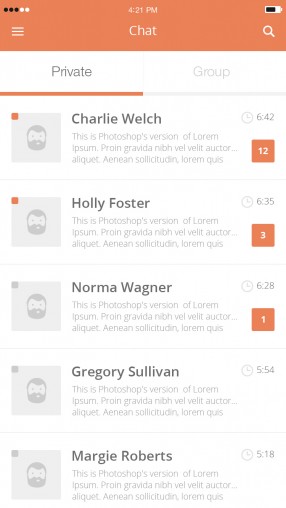 4:21 PM
Chat
Private
Group
Charlie Welch
6:42
This is Photoshop's version of Lorem
Ipsum. Proin gravida nibh vel velit auctor...
aliquet. Aenean sollicitudin, lorem quis
12
Holly Foster
6:35
This is Photoshop's version of Lorem
Ipsum. Proin gravida nibh vel velit auctor...
aliquet. Aenean sollicitudin, lorem quis
3
Norma Wagner
6:28
This is Photoshop's version of Lorem
Ipsum. Proin gravida nibh vel velit auctor...
aliquet. Aenean sollicitudin, lorem quis
1
Gregory Sullivan
5:54
This is Photoshop's version of Lorem
Ipsum. Proin gravida nibh vel velit auctor...
aliquet. Aenean sollicitudin, lorem quis
Margie Roberts
5:18
This is Photoshop's version of Lorem
Ipsum. Proin gravida nibh vel velit auctor...
aliquet. Aenean sollicitudin, lorem quis